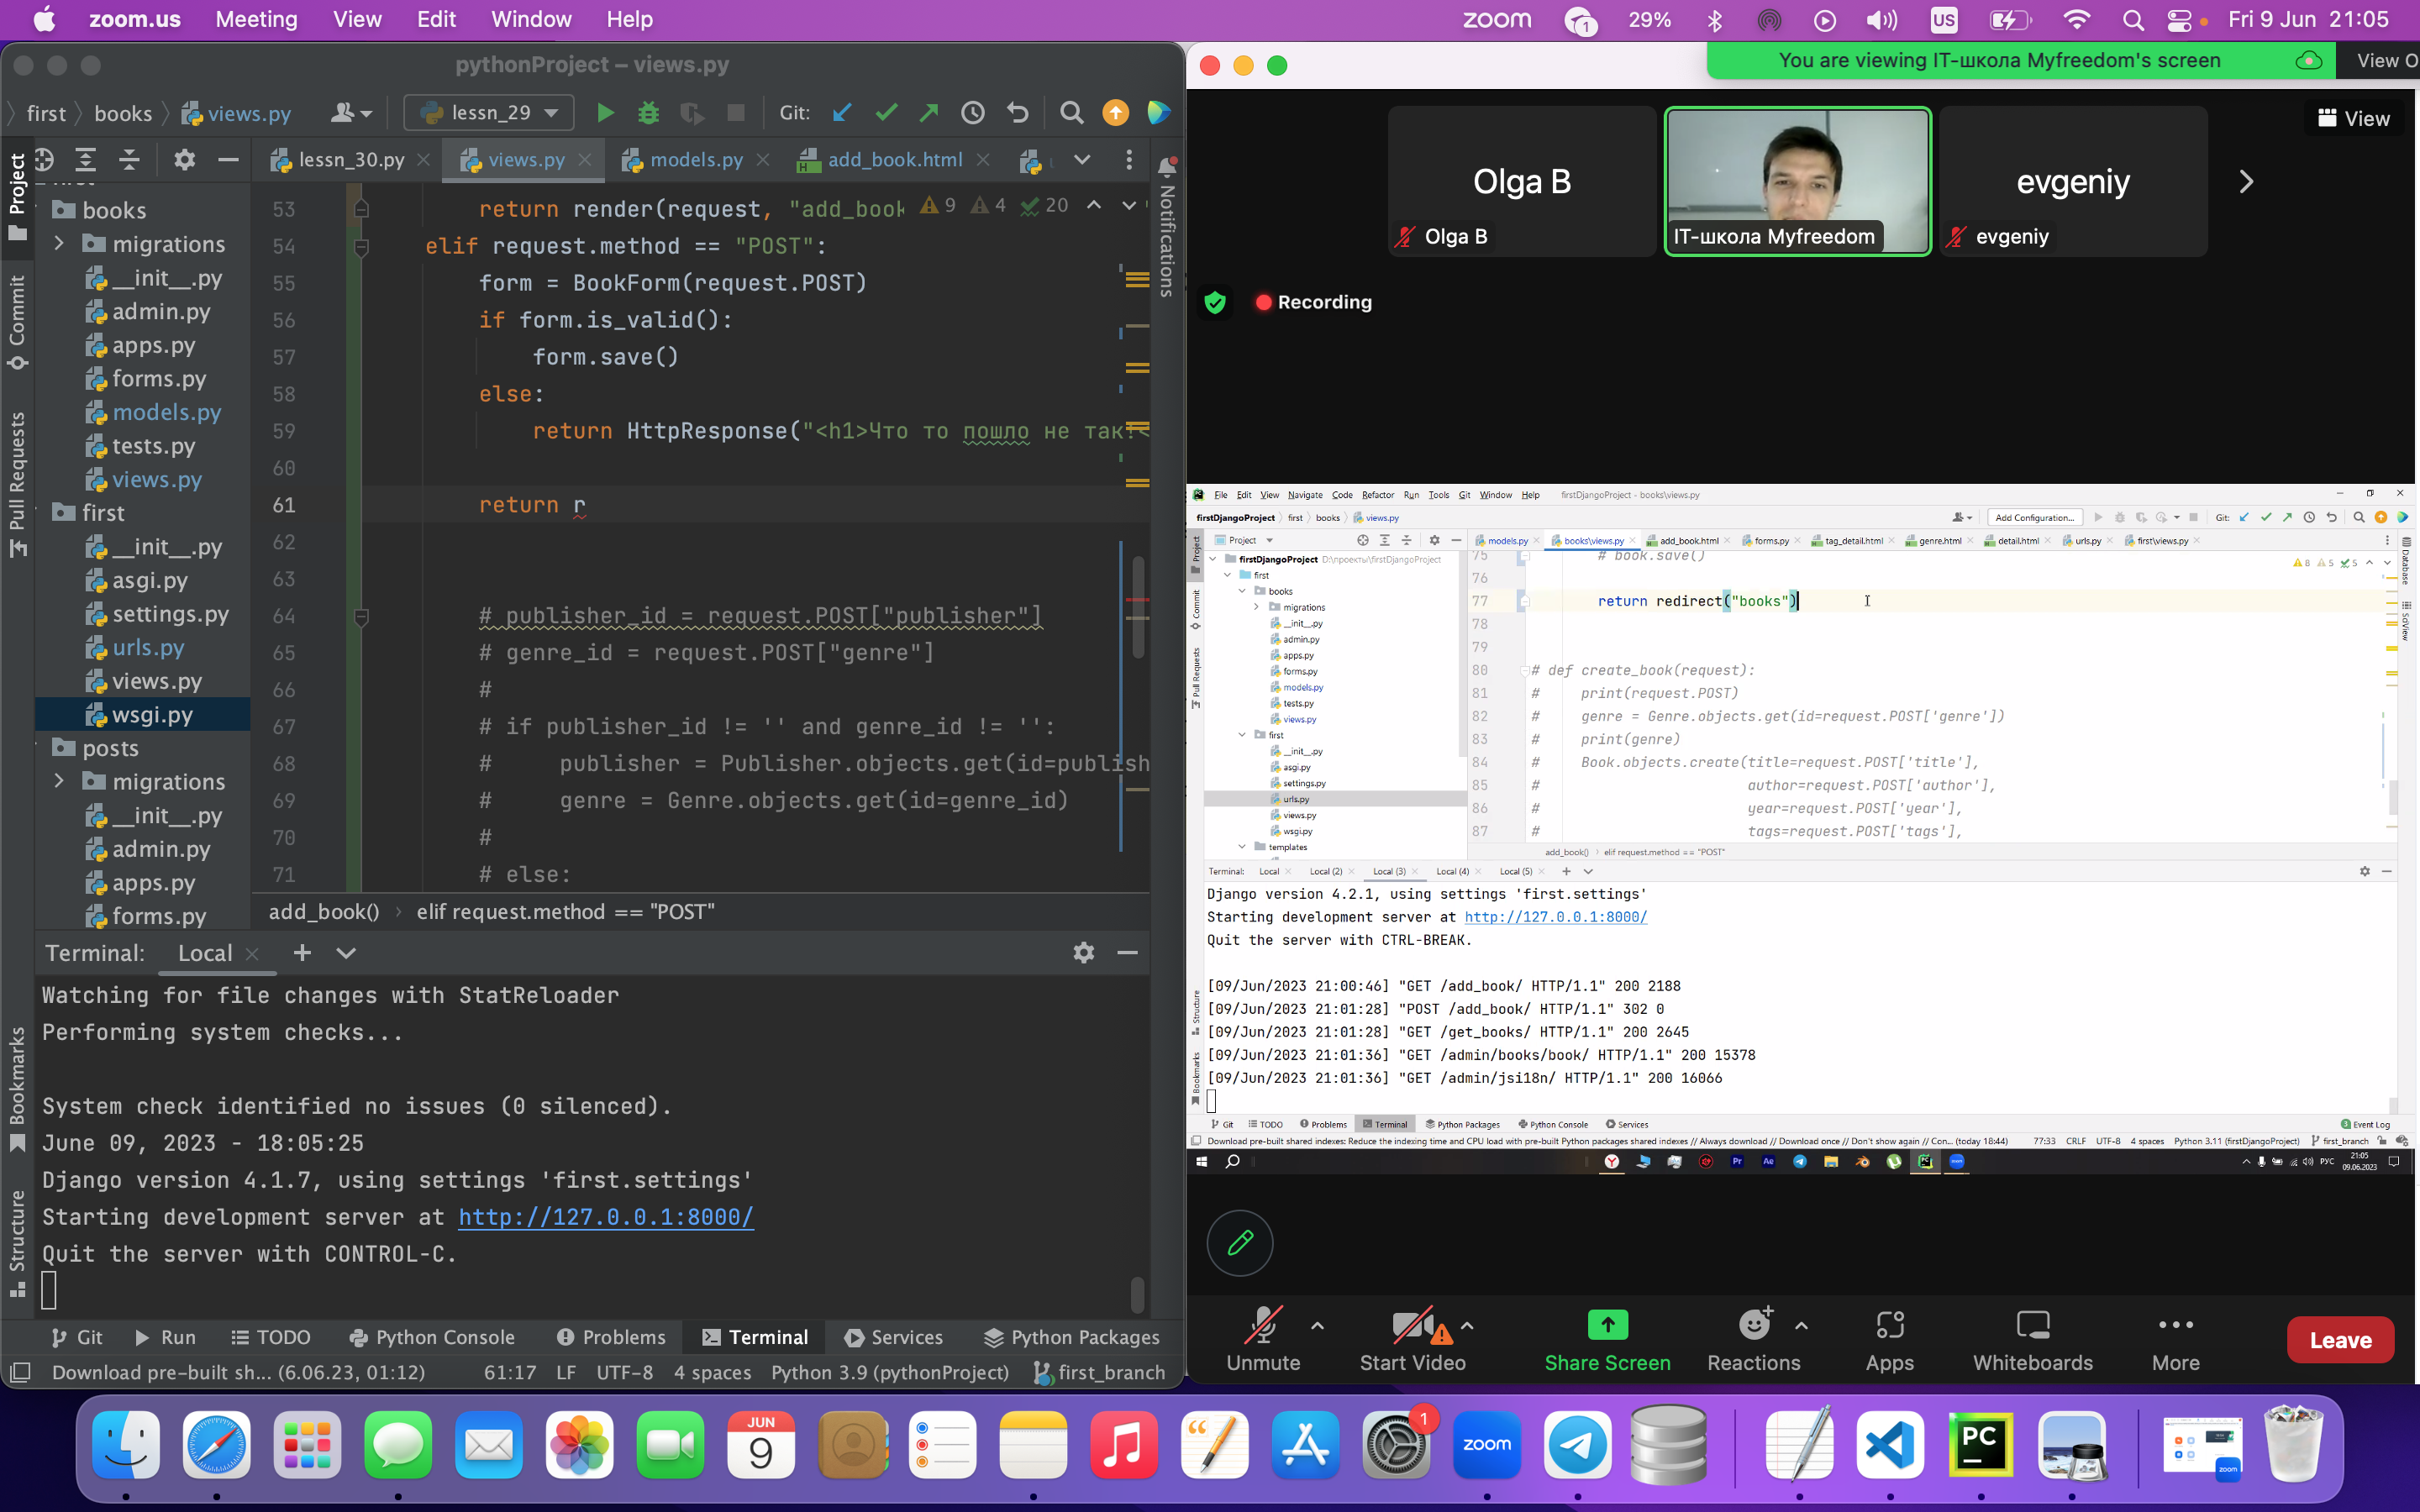 zoom.us Meeting View Edit Window Help
zoom 1 29% US Fri 9 Jun 21:05
pythonProject – views.py
first books views.py lessn_29 Git:
lessn_30.py views.py models.py add_book.html
Project
Commit
Pull Requests
Bookmarks
Structure
Notifications
books
migrations
__init__.py
admin.py
apps.py
forms.py
models.py
tests.py
views.py
first
__init__.py
asgi.py
settings.py
urls.py
views.py
wsgi.py
posts
migrations
__init__.py
admin.py
apps.py
forms.py
9 4 20
53 return render(request, "add_book
54 elif request.method == "POST":
55 form = BookForm(request.POST)
56 if form.is_valid():
57 form.save()
58 else:
59 return HttpResponse("<h1>Что то пошло не так!<
60
61 return r
62
63
64 # publisher_id = request.POST["publisher"]
65 # genre_id = request.POST["genre"]
66 #
67 # if publisher_id != '' and genre_id != '':
68 # publisher = Publisher.objects.get(id=publish
69 # genre = Genre.objects.get(id=genre_id)
70 #
71 # else:
add_book() elif request.method == "POST"
Terminal: Local
Watching for file changes with StatReloader
Performing system checks...
System check identified no issues (0 silenced).
June 09, 2023 - 18:05:25
Django version 4.1.7, using settings 'first.settings'
Starting development server at http://127.0.0.1:8000/
Quit the server with CONTROL-C.
Git Run TODO Python Console Problems Terminal Services Python Packages
Download pre-built sh... (6.06.23, 01:12) 61:17 LF UTF-8 4 spaces Python 3.9 (pythonProject) first_branch
You are viewing IT-школа Myfreedom's screen View O
View
Olga B evgeniy
Olga B IT-школа Myfreedom evgeniy
Recording
File Edit View Navigate Code Refactor Run Tools Git Window Help firstDjangoProject - books\views.py
firstDjangoProject first books views.py Add Configuration... Git:
Project models.py books\views.py add_book.html forms.py tag_detail.html genre.html detail.html urls.py first\views.py
Project
Commit
Pull Requests
Structure
Bookmarks
Database
SciView
firstDjangoProject D:\проекты\firstDjangoProject
first
books
migrations
__init__.py
admin.py
apps.py
forms.py
models.py
tests.py
views.py
first
__init__.py
asgi.py
settings.py
urls.py
views.py
wsgi.py
templates
8 5 5
75 # book.save()
76
77 return redirect("books")
78
79
80 # def create_book(request):
81 # print(request.POST)
82 # genre = Genre.objects.get(id=request.POST['genre'])
83 # print(genre)
84 # Book.objects.create(title=request.POST['title'],
85 # author=request.POST['author'],
86 # year=request.POST['year'],
87 # tags=request.POST['tags'],
add_book() elif request.method == "POST"
Terminal: Local Local (2) Local (3) Local (4) Local (5)
Django version 4.2.1, using settings 'first.settings'
Starting development server at http://127.0.0.1:8000/
Quit the server with CTRL-BREAK.
[09/Jun/2023 21:00:46] "GET /add_book/ HTTP/1.1" 200 2188
[09/Jun/2023 21:01:28] "POST /add_book/ HTTP/1.1" 302 0
[09/Jun/2023 21:01:28] "GET /get_books/ HTTP/1.1" 200 2645
[09/Jun/2023 21:01:36] "GET /admin/books/book/ HTTP/1.1" 200 15378
[09/Jun/2023 21:01:36] "GET /admin/jsi18n/ HTTP/1.1" 200 16066
Git TODO Problems Terminal Python Packages Python Console Services Event Log
Download pre-built shared indexes: Reduce the indexing time and CPU load with pre-built Python packages shared indexes // Always download // Download once // Don't show again // Con... (today 18:44) 77:33 CRLF UTF-8 4 spaces Python 3.11 (firstDjangoProject) first_branch
Pr Ae РУС 21:05
09.06.2023
Unmute Start Video Share Screen Reactions Apps Whiteboards More Leave
JUN
9
1
zoom
PC
zoom